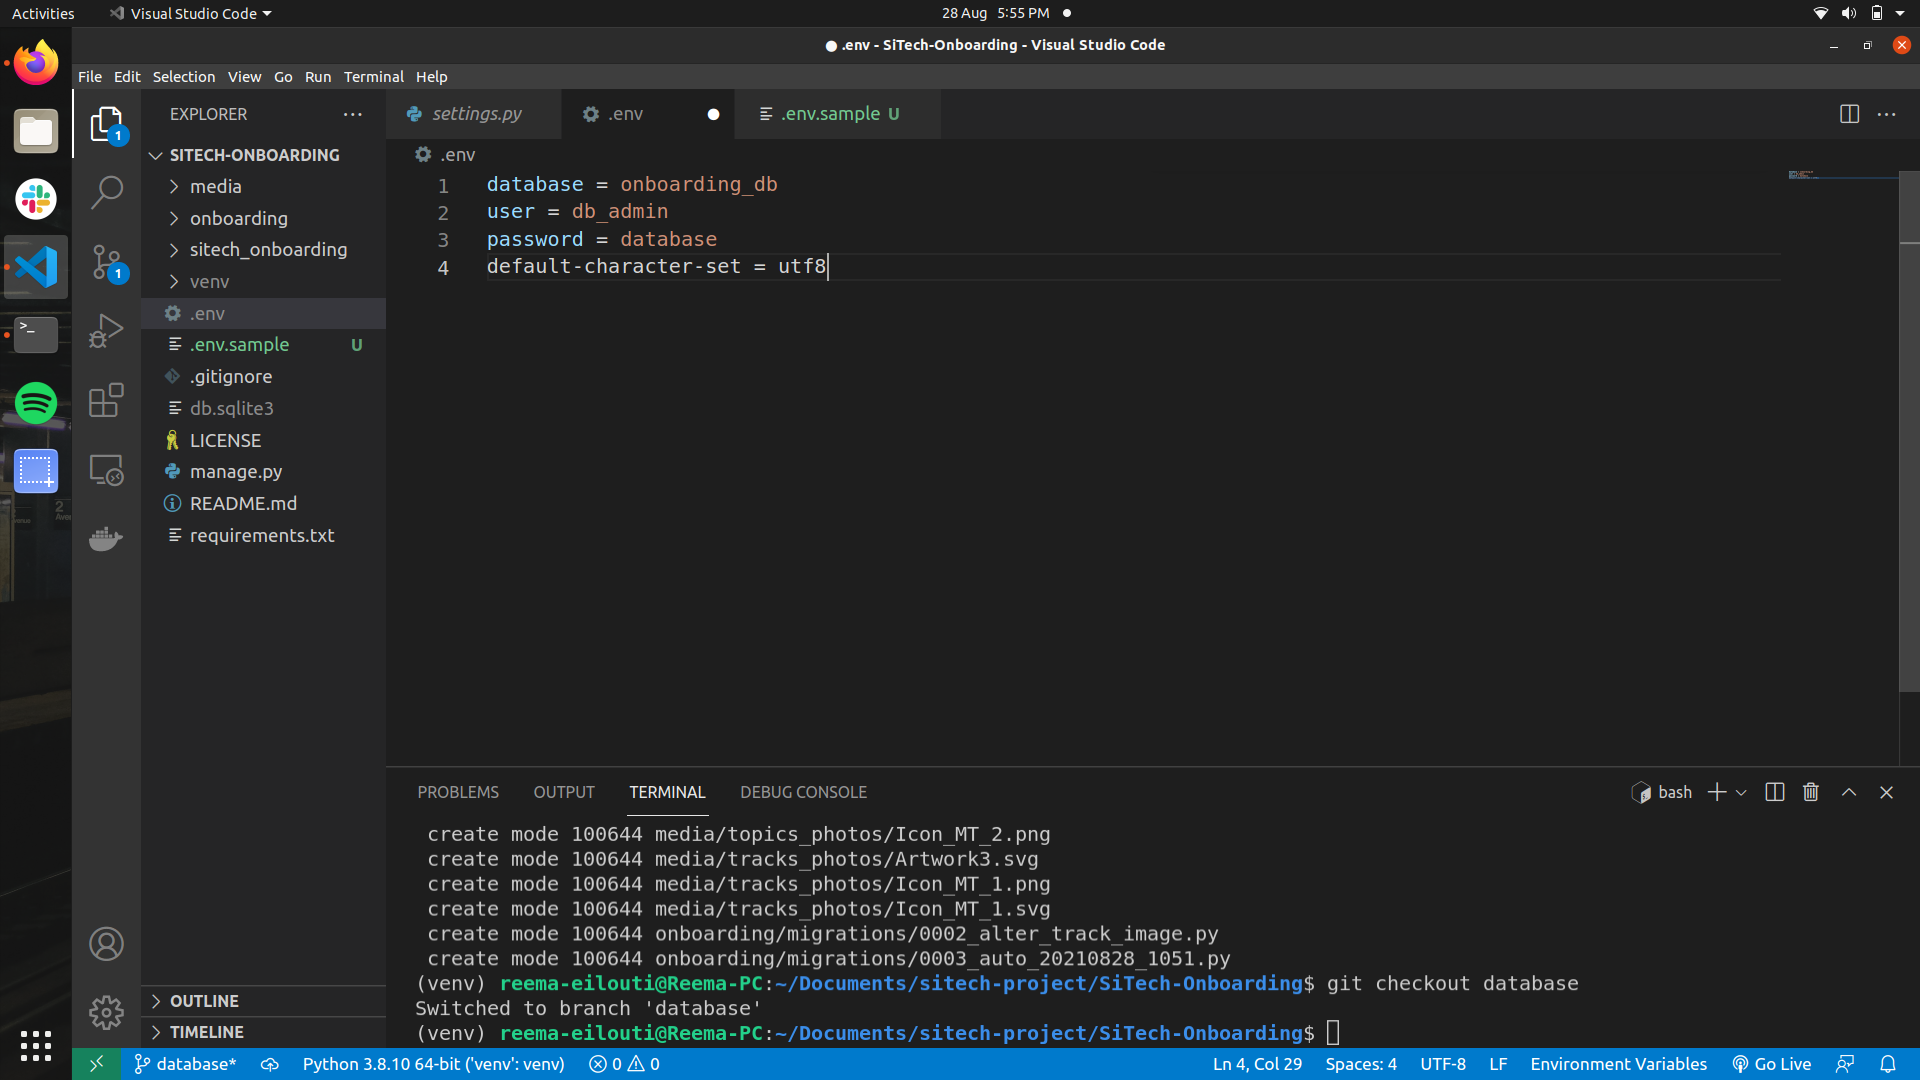 Activities
Visual Studio Code
28 Aug 5:55 PM
.env - SiTech-Onboarding - Visual Studio Code
File Edit Selection View Go Run Terminal Help
EXPLORER
SITECH-ONBOARDING
media
onboarding
sitech_onboarding
venv
.env
.env.sample U
.gitignore
db.sqlite3
LICENSE
manage.py
README.md
requirements.txt
OUTLINE
TIMELINE
1
1
settings.py
.env
.env.sample U
.env
1 database = onboarding_db
2 user = db_admin
3 password = database
4 default-character-set = utf8
PROBLEMS OUTPUT TERMINAL DEBUG CONSOLE
bash
create mode 100644 media/topics_photos/Icon_MT_2.png
create mode 100644 media/tracks_photos/Artwork3.svg
create mode 100644 media/tracks_photos/Icon_MT_1.png
create mode 100644 media/tracks_photos/Icon_MT_1.svg
create mode 100644 onboarding/migrations/0002_alter_track_image.py
create mode 100644 onboarding/migrations/0003_auto_20210828_1051.py
(venv) reema-eilouti@Reema-PC:~/Documents/sitech-project/SiTech-Onboarding$ git checkout database
Switched to branch 'database'
(venv) reema-eilouti@Reema-PC:~/Documents/sitech-project/SiTech-Onboarding$
database* Python 3.8.10 64-bit ('venv': venv) 0 0 Ln 4, Col 29 Spaces: 4 UTF-8 LF Environment Variables Go Live